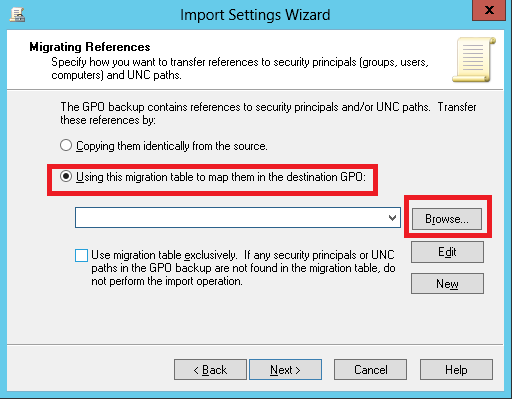 Import Settings Wizard
x
Migrating References
Specify how you want to transfer references to security principals (groups, users,
computers) and UNC paths.
The GPO backup contains references to security principals and/or UNC paths. Transfer
these references by:
Copying them identically from the source.
Using this migration table to map them in the destination GPO:
Browse...
Use migration table exclusively. If any security principals or UNC
paths in the GPO backup are not found in the migration table, do
not perform the import operation.
Edit
New
< Back
Next >
Cancel
Help